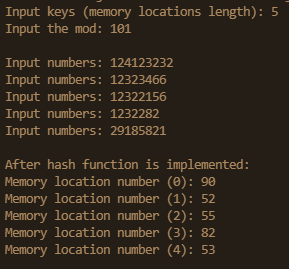 Input keys (memory locations length): 5
Input the mod: 101
Input numbers: 124123232
Input numbers: 12323466
Input numbers: 12322156
Input numbers: 1232282
Input numbers: 29185821
After hash function is implemented:
Memory location number (0): 90
Memory location number (1): 52
Memory location number (2): 55
Memory location number (3): 82
Memory location number (4): 53